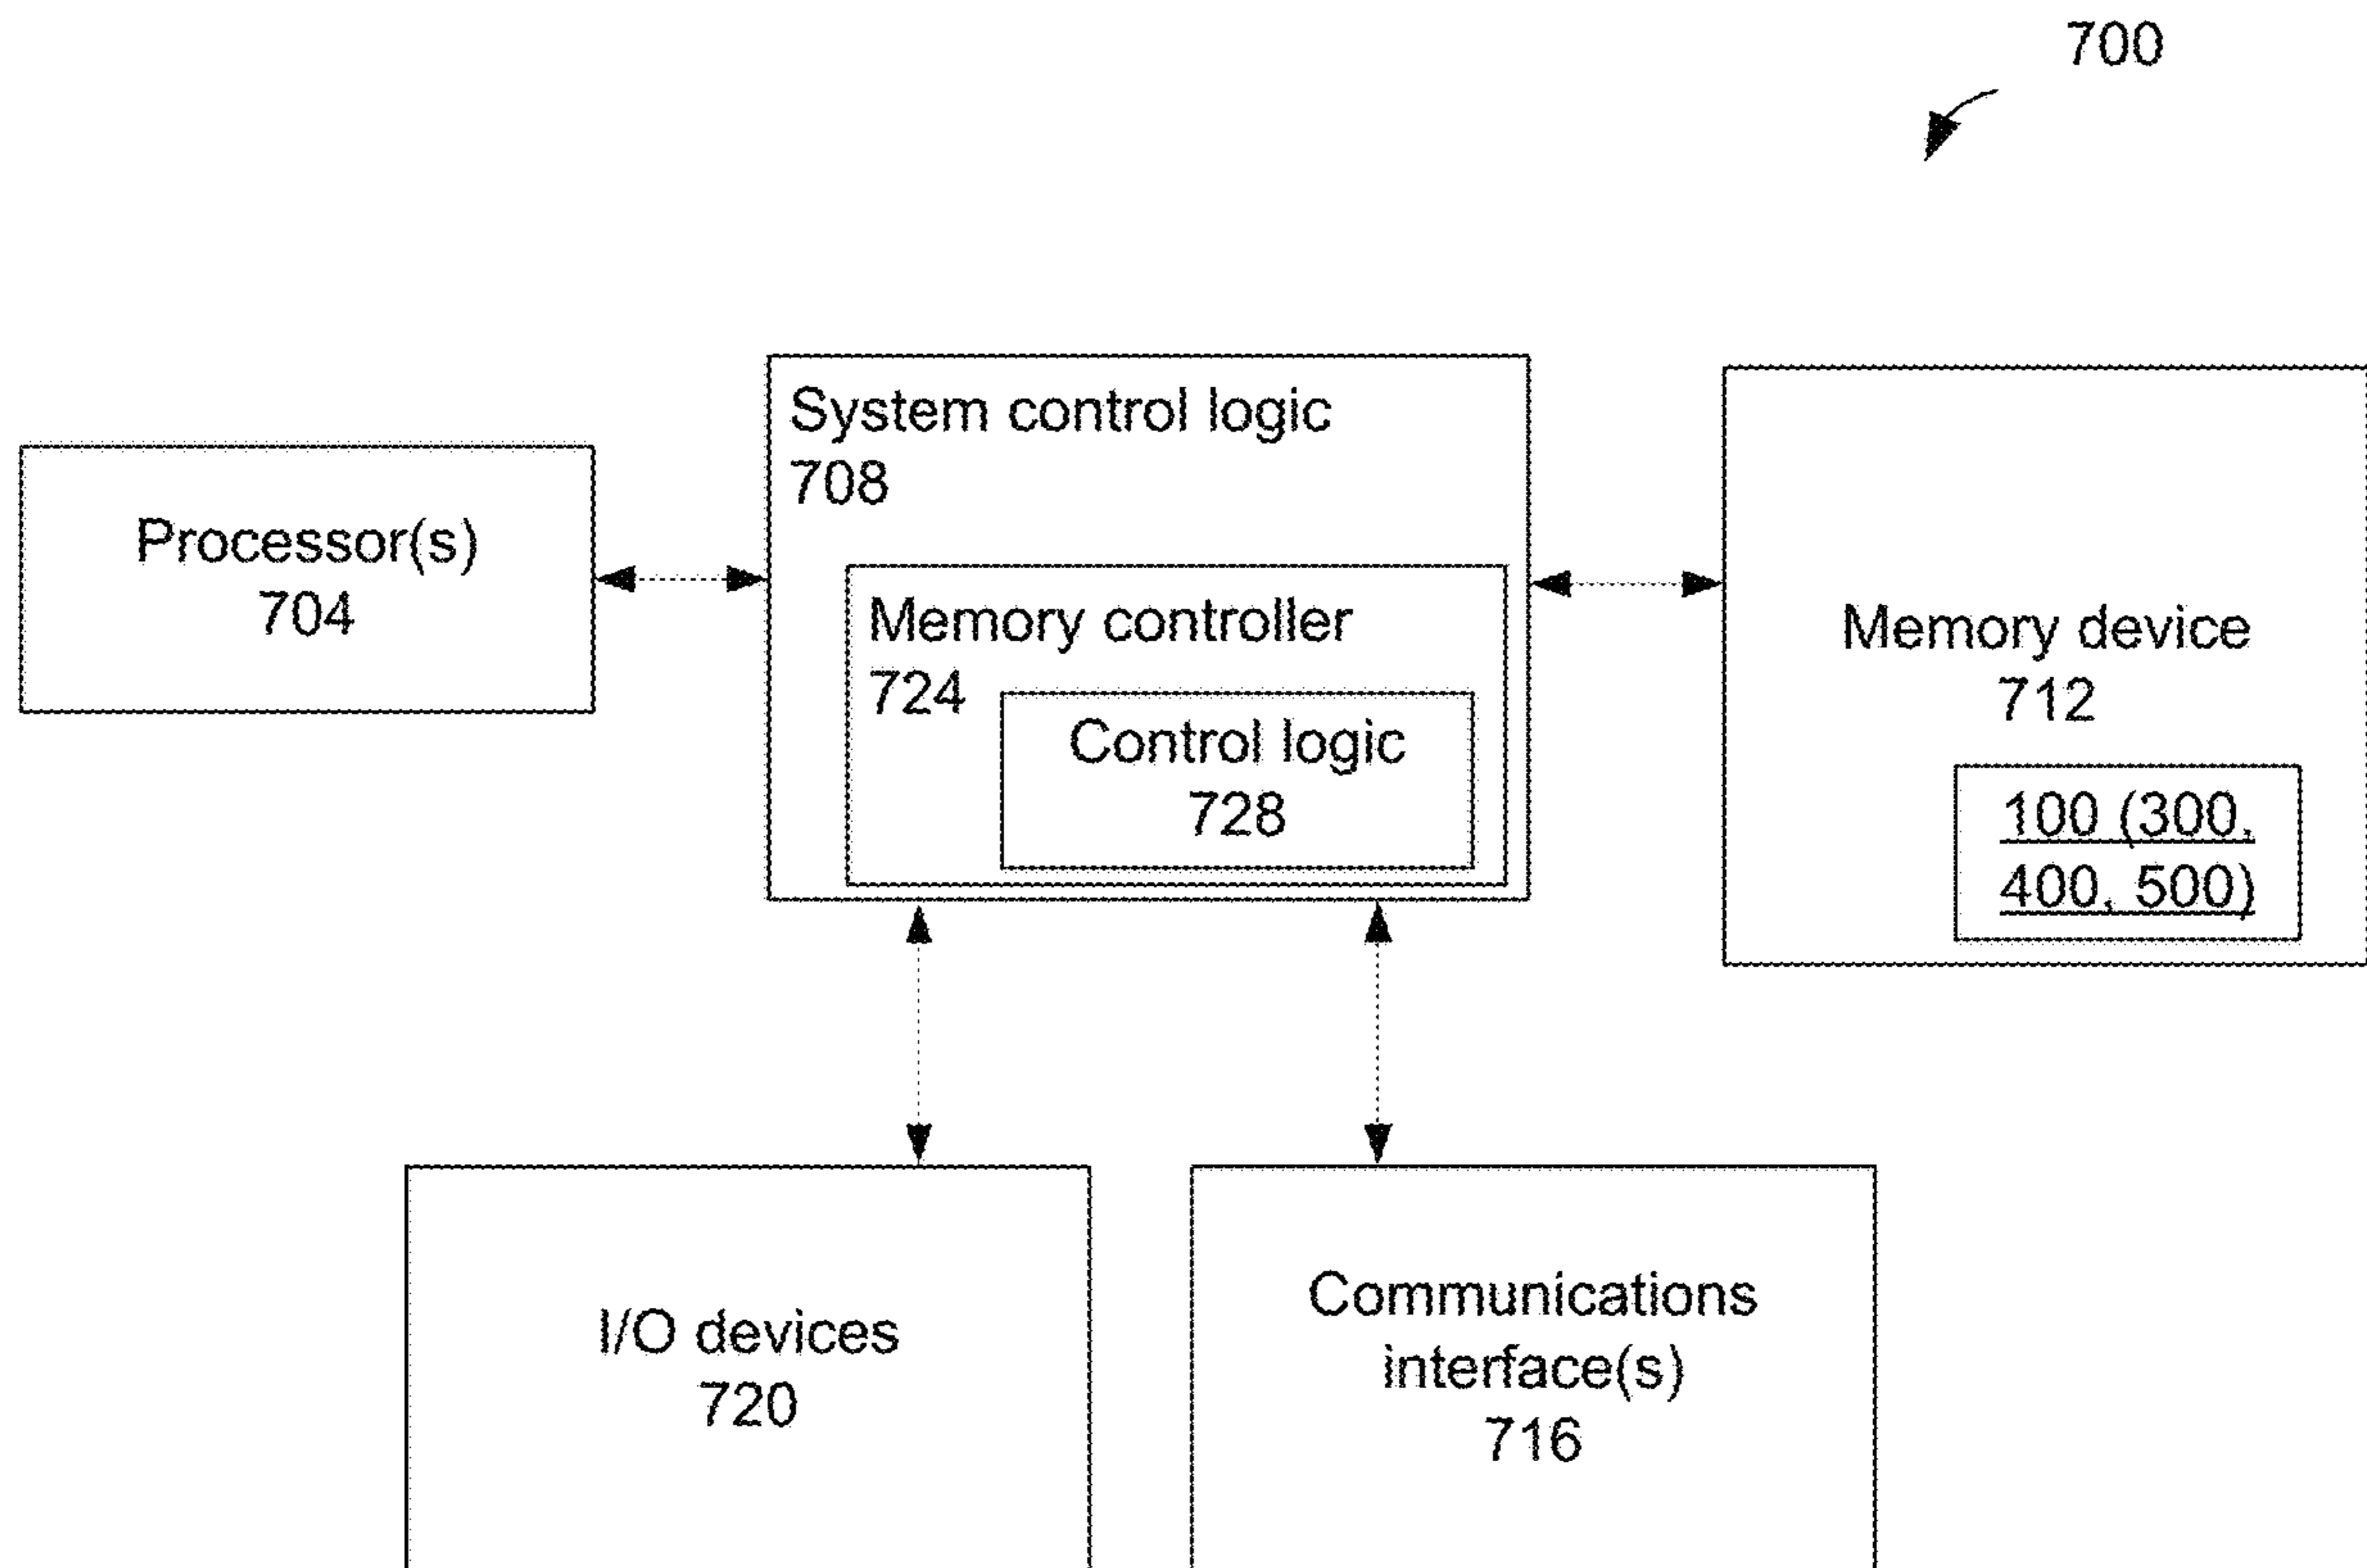 700
System control logic
708
Processor(s)
704
Memory controller
724
Control logic
728
Memory device
712
100 (300,
400, 500)
I/O devices
720
Communications
interface(s)
716